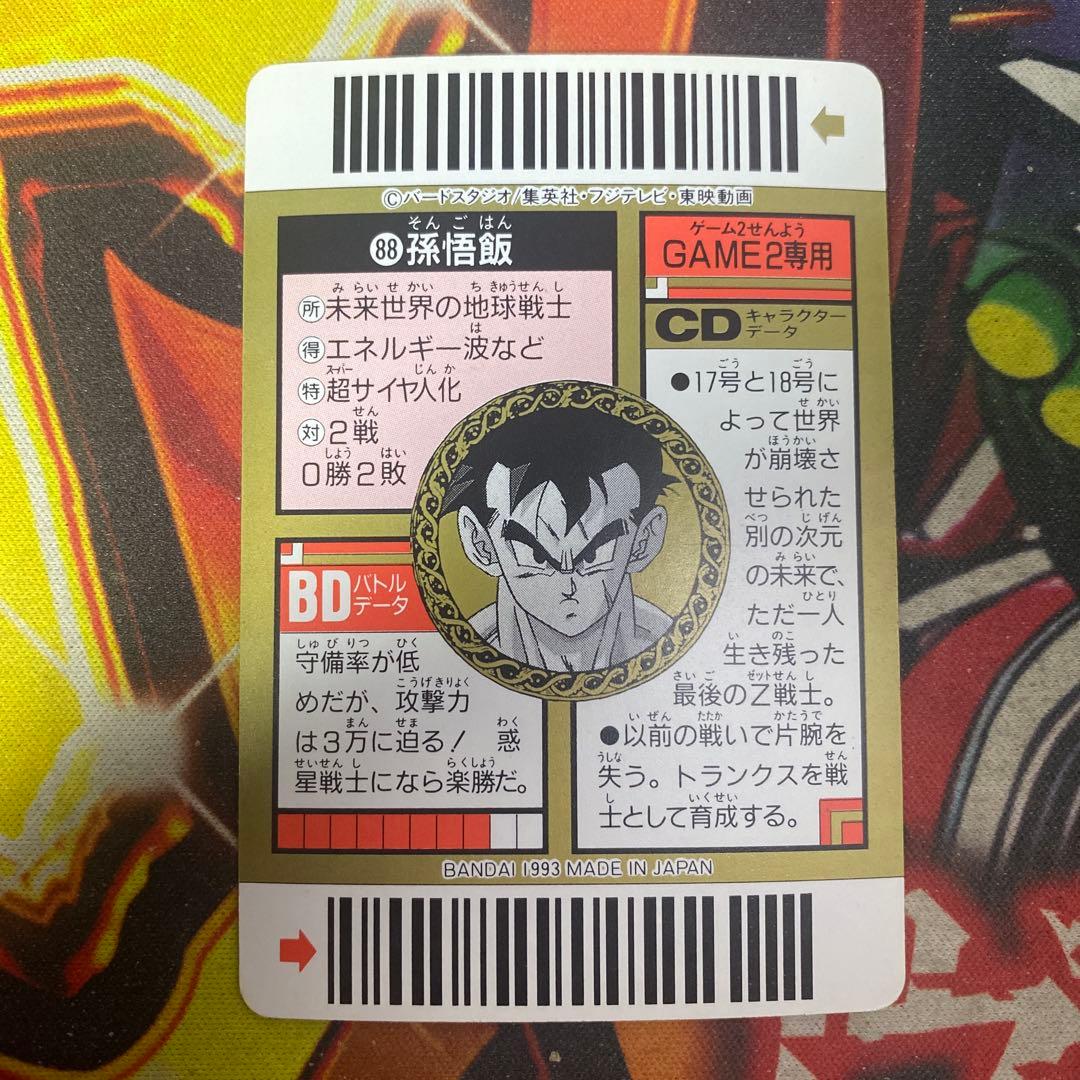 ©バードスタジオ/集英社・フジテレビ・東映動画
そんごはん
88孫悟飯
みらいせかい ちきゅうせんし
所未来世界の地球戦士
は
得エネルギー波など
スーパー じんか
特超サイヤ人化
せん
対2戦
しょう はい
0勝2敗
ゲーム2せんよう
GAME2専用
CDキャラクター
データ
ごう ごう
●17号と18号に
せかい
よって世界
ほうかい
が崩壊さ
せられた
べつ じげん
別の次元
みらい
の未来で、
ひとり
ただ一人
い のこ
生き残った
さいご ゼットせんし
最後のZ戦士。
いぜん たたか かたうで
●以前の戦いで片腕を
うしな せん
失う。トランクスを戦
し いくせい
士として育成する。
BDバトル
データ
しゅびりつ ひく
守備率が低
こうげきりょく
めだが、攻撃力
まん せま わく
は3万に迫る! 惑
せいせんし らくしょう
星戦士になら楽勝だ。
BANDAI 1993 MADE IN JAPAN